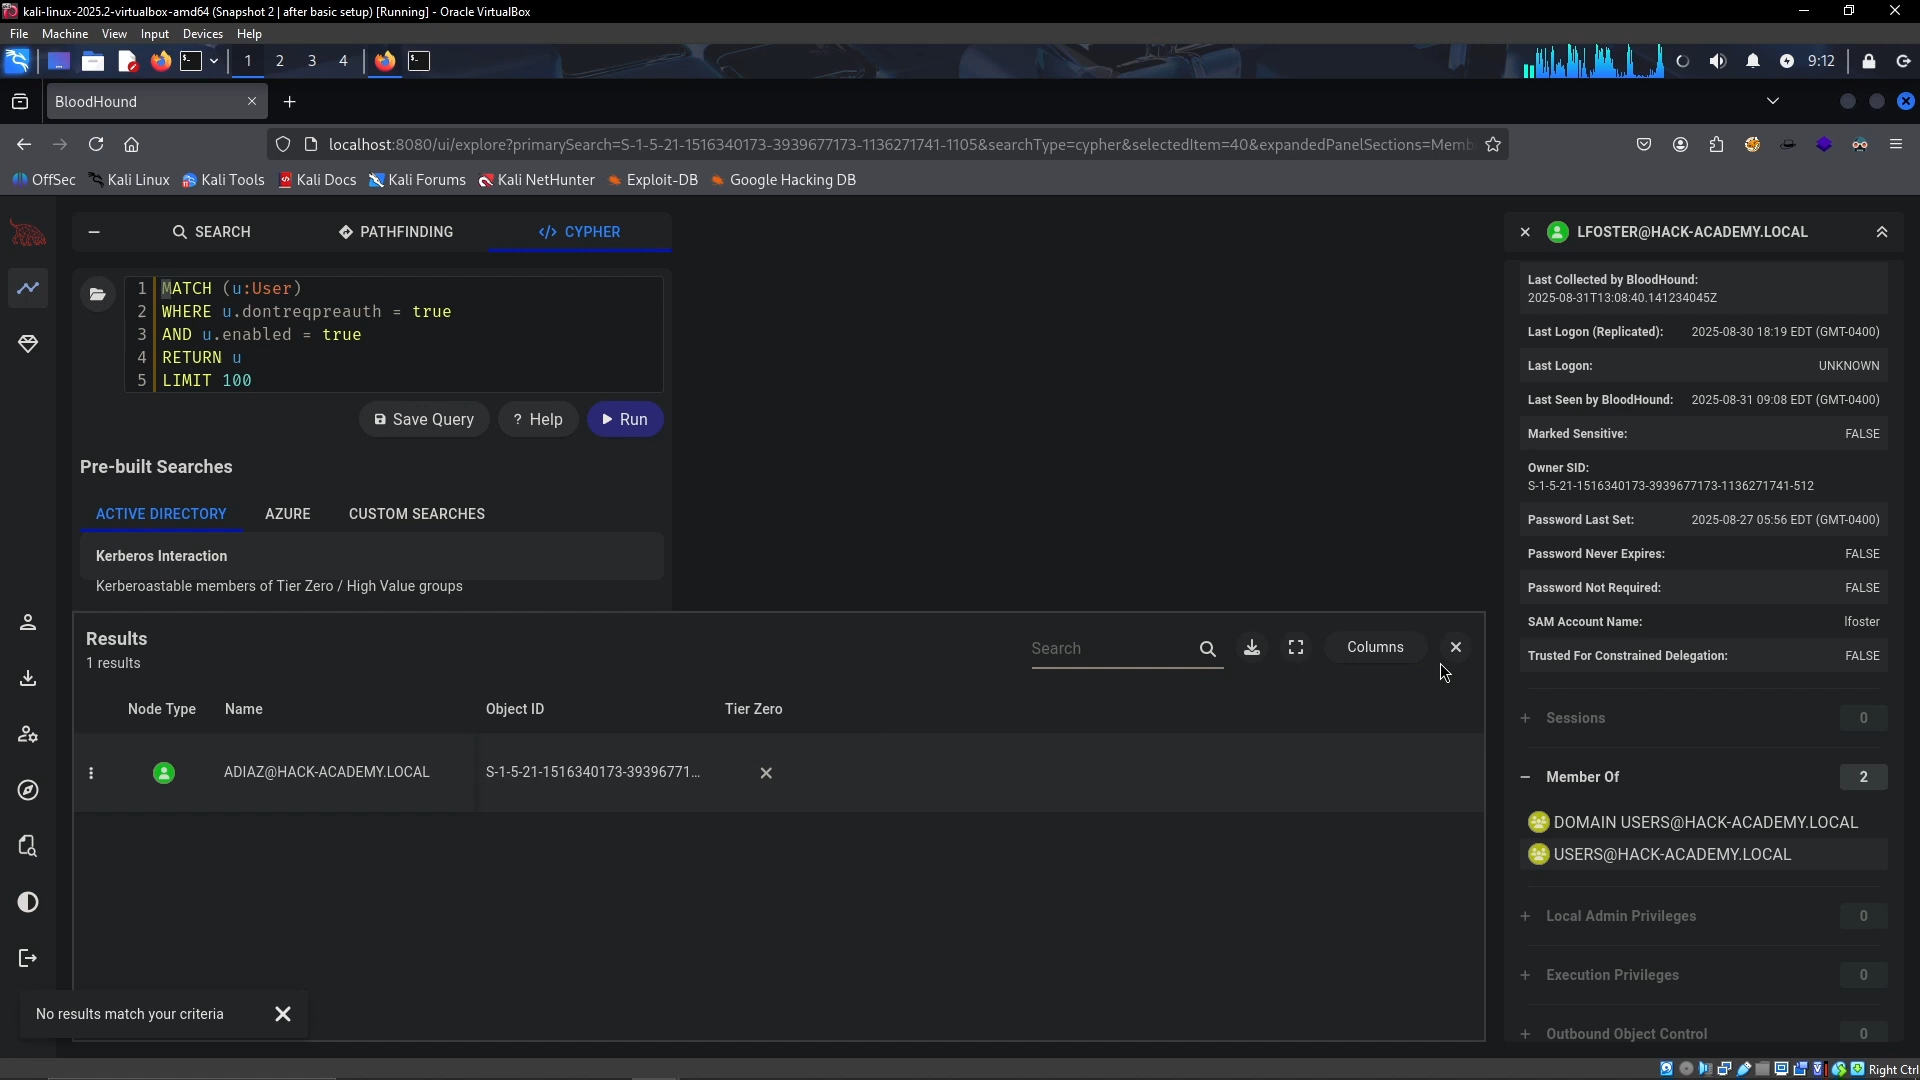 kali-linux-2025.2-virtualbox-amd64 (Snapshot 2 | after basic setup) [Running] - Oracle VirtualBox
File Machine View Input Devices Help
1 2 3 4 9:12
BloodHound
localhost:8080/ui/explore?primarySearch=S-1-5-21-1516340173-3939677173-1136271741-1105&searchType=cypher&selectedItem=40&expandedPanelSections=Memb
OffSec Kali Linux Kali Tools Kali Docs Kali Forums Kali NetHunter Exploit-DB Google Hacking DB
SEARCH PATHFINDING </> CYPHER
1 MATCH (u:User)
2 WHERE u.dontreqpreauth = true
3 AND u.enabled = true
4 RETURN u
5 LIMIT 100
Save Query ? Help Run
Pre-built Searches
ACTIVE DIRECTORY AZURE CUSTOM SEARCHES
Kerberos Interaction
Kerberoastable members of Tier Zero / High Value groups
Results
1 results
Search
Columns
Node Type Name Object ID Tier Zero
ADIAZ@HACK-ACADEMY.LOCAL S-1-5-21-1516340173-39396771...
No results match your criteria
LFOSTER@HACK-ACADEMY.LOCAL
Last Collected by BloodHound:
2025-08-31T13:08:40.141234045Z
Last Logon (Replicated): 2025-08-30 18:19 EDT (GMT-0400)
Last Logon: UNKNOWN
Last Seen by BloodHound: 2025-08-31 09:08 EDT (GMT-0400)
Marked Sensitive: FALSE
Owner SID:
S-1-5-21-1516340173-3939677173-1136271741-512
Password Last Set: 2025-08-27 05:56 EDT (GMT-0400)
Password Never Expires: FALSE
Password Not Required: FALSE
SAM Account Name: lfoster
Trusted For Constrained Delegation: FALSE
+ Sessions 0
− Member Of 2
DOMAIN USERS@HACK-ACADEMY.LOCAL
USERS@HACK-ACADEMY.LOCAL
+ Local Admin Privileges 0
+ Execution Privileges 0
+ Outbound Object Control 0
Right Ctrl